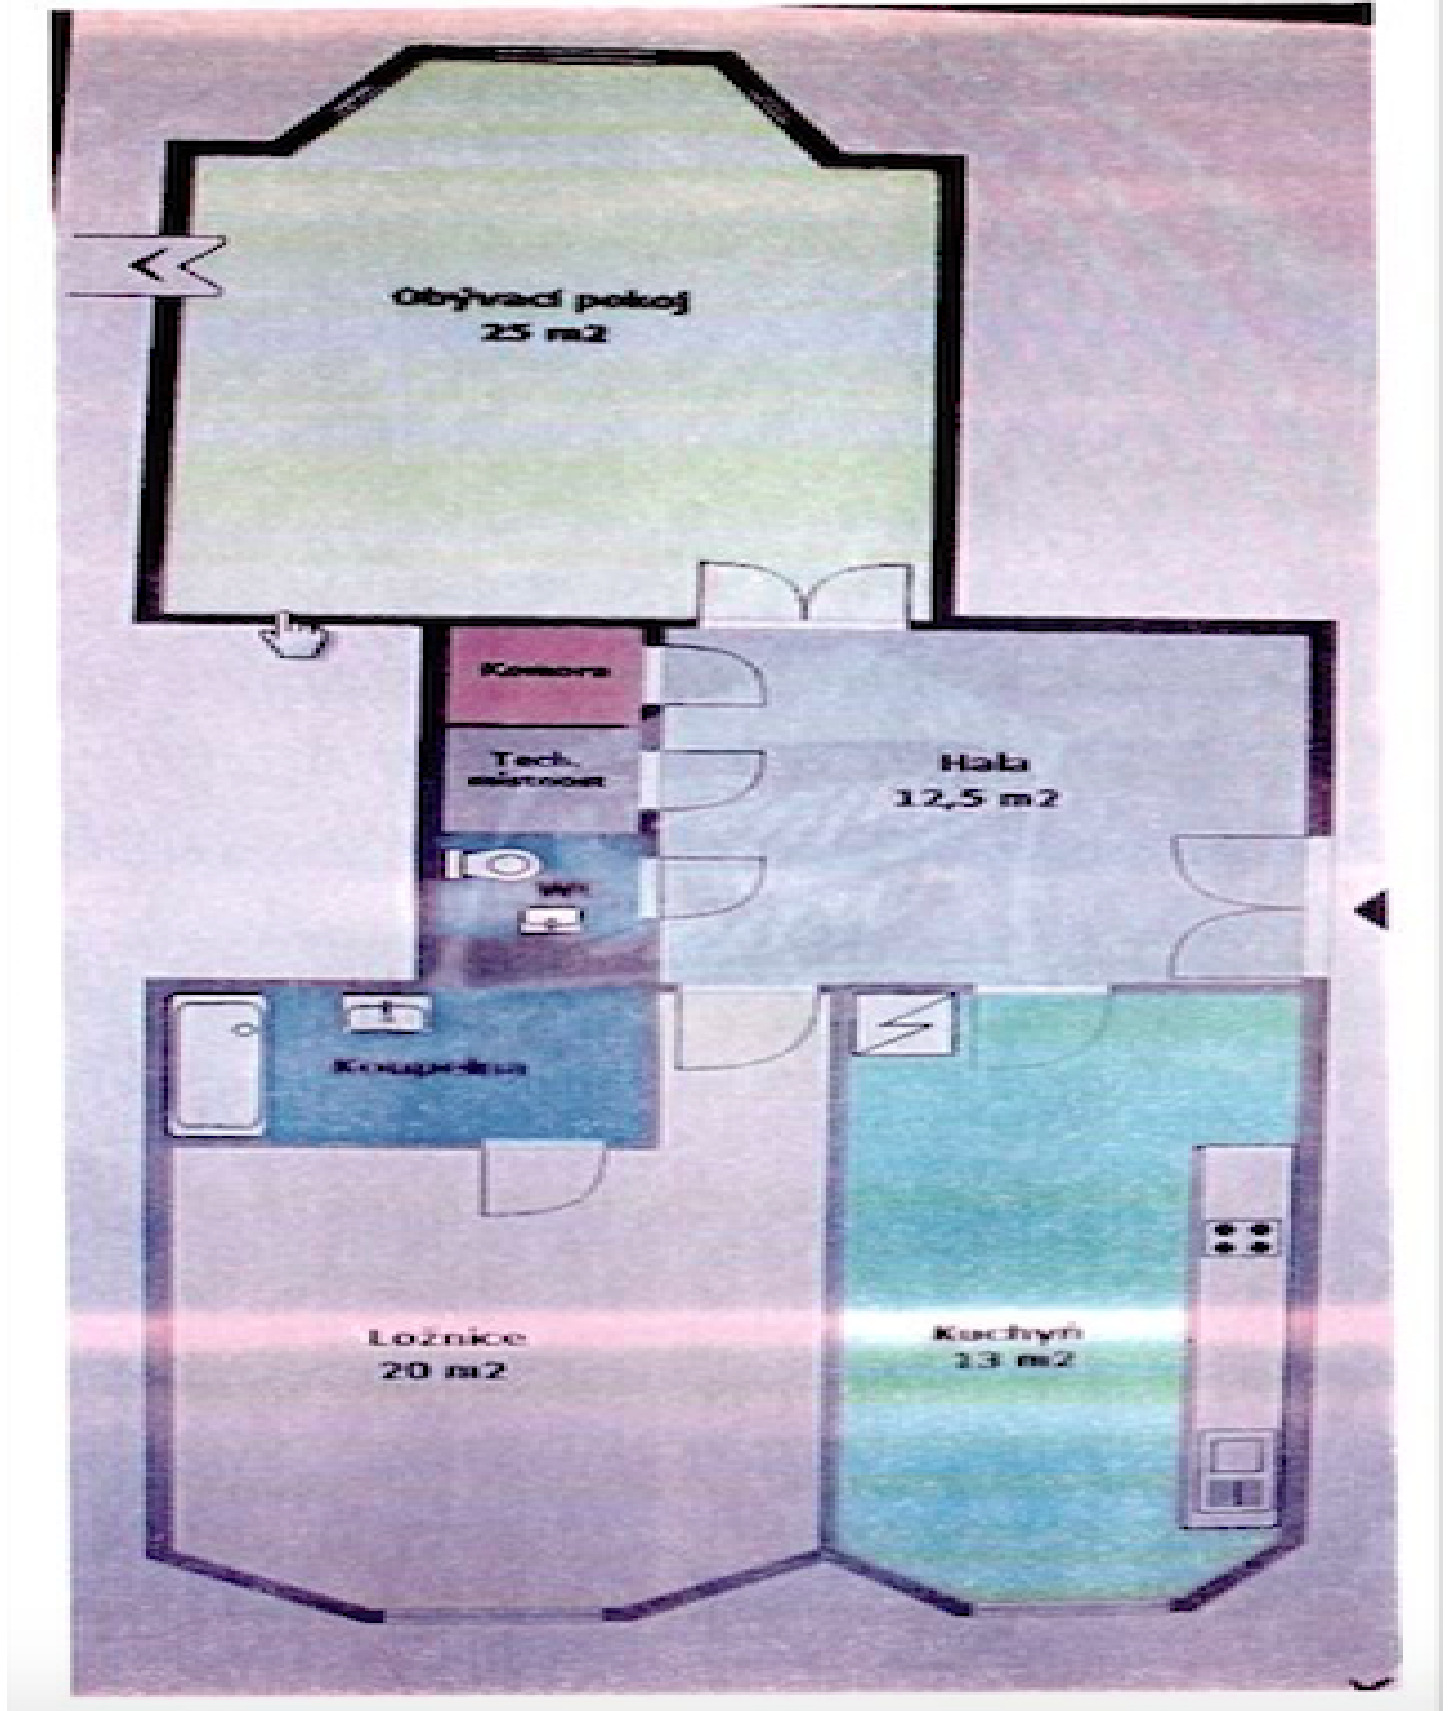 Obývací pokoj
25 m2
Komora
Tech.
místnost
Hala
12,5 m2
WC
Koupelna
Ložnice
20 m2
Kuchyň
13 m2